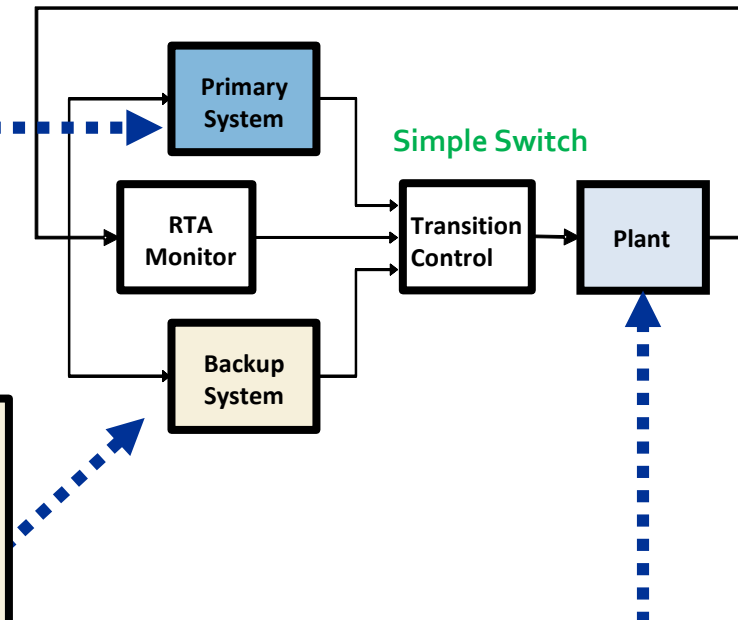 Primary
System
Simple Switch
RTA
Monitor
Transition
Control
Plant
Backup
System